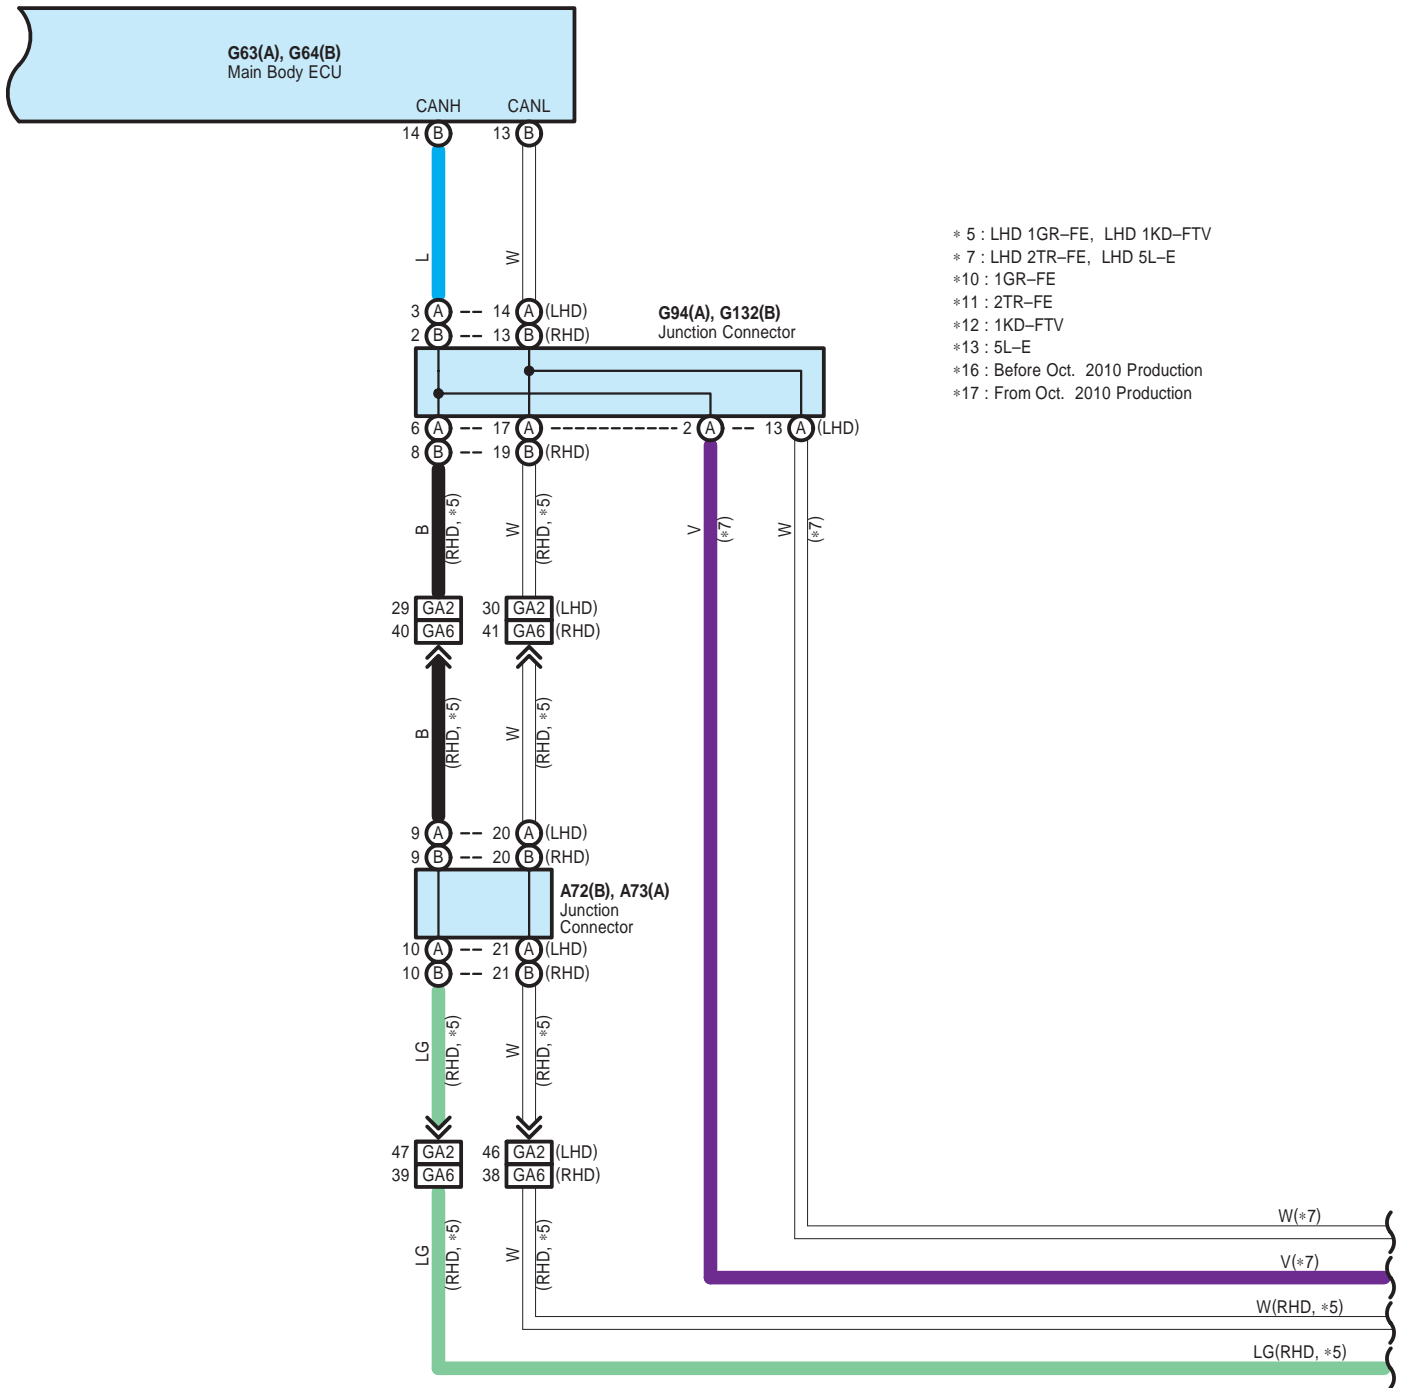 G63(A), G64(B)
Main Body ECU
CANH CANL
14 B 13 B
L W
∗ 5 : LHD 1GR–FE, LHD 1KD–FTV
∗ 7 : LHD 2TR–FE, LHD 5L–E
∗10 : 1GR–FE
∗11 : 2TR–FE
∗12 : 1KD–FTV
∗13 : 5L–E
∗16 : Before Oct. 2010 Production
∗17 : From Oct. 2010 Production
3 A 14 A (LHD)
2 B 13 B (RHD)
G94(A), G132(B)
Junction Connector
6 A 17 A 2 A 13 A (LHD)
8 B 19 B (RHD)
B (RHD, ∗5) W (RHD, ∗5) V (∗7) W (∗7)
29 GA2 30 GA2 (LHD)
40 GA6 41 GA6 (RHD)
B (RHD, ∗5) W (RHD, ∗5)
9 A 20 A (LHD)
9 B 20 B (RHD)
A72(B), A73(A)
Junction
Connector
10 A 21 A (LHD)
10 B 21 B (RHD)
LG (RHD, ∗5) W (RHD, ∗5)
47 GA2 46 GA2 (LHD)
39 GA6 38 GA6 (RHD)
LG (RHD, ∗5) W (RHD, ∗5)
W(∗7)
V(∗7)
W(RHD, ∗5)
LG(RHD, ∗5)